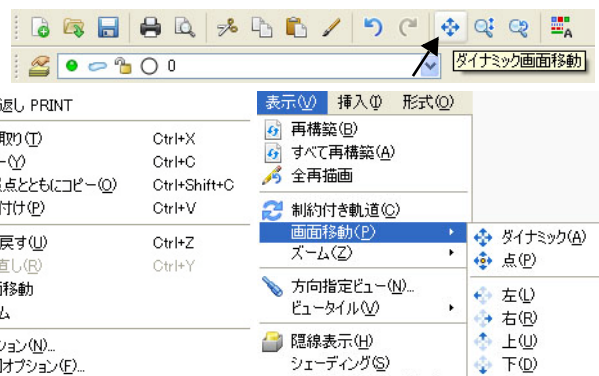 0
ダイナミック画面移動
返し PRINT
取り(T) Ctrl+X
ー(Y) Ctrl+C
点とともにコピー(O) Ctrl+Shift+C
付け(P) Ctrl+V
戻す(U) Ctrl+Z
直し(R) Ctrl+Y
移動
ム
ション(N)...
オプション(F)...
表示(V) 挿入(I) 形式(O)
再構築(B)
すべて再構築(A)
全再描画
制約付き軌道(C)
画面移動(P)
ズーム(Z)
方向指定ビュー(N)...
ビュータイル(V)
隠線表示(H)
シェーディング(S)
ダイナミック(A)
点(P)
左(L)
右(R)
上(U)
下(D)